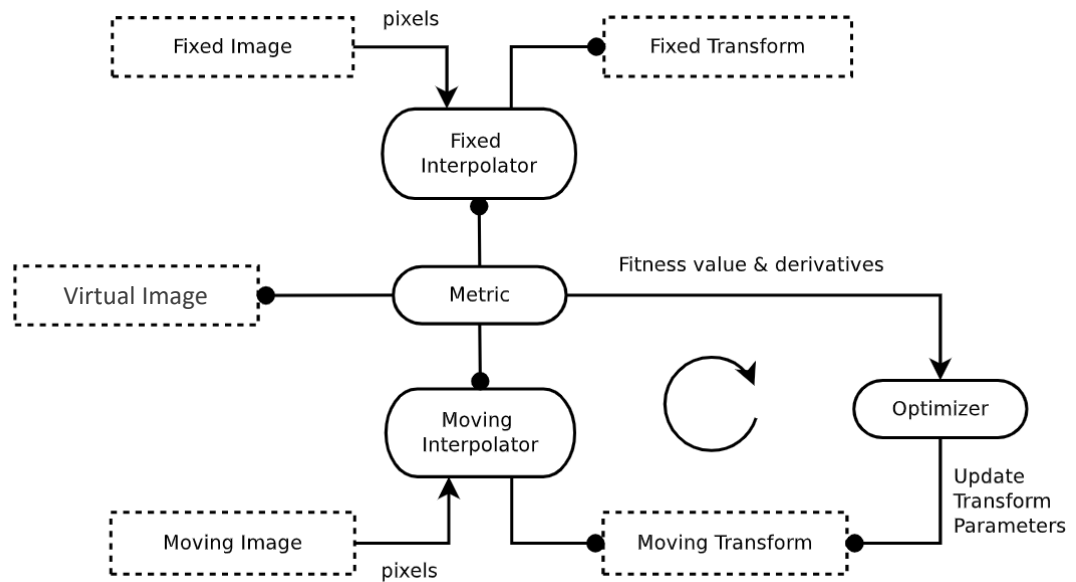 pixels
Fixed Image
Fixed Transform
Fixed
Interpolator
Fitness value & derivatives
Virtual Image
Metric
Optimizer
Moving
Interpolator
Update
Transform
Parameters
Moving Image
Moving Transform
pixels